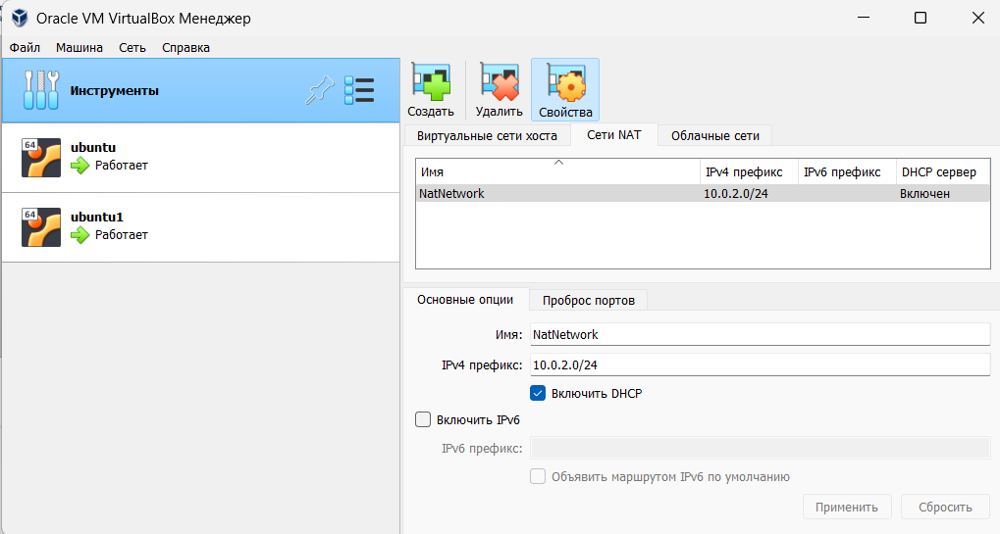 Oracle VM VirtualBox Менеджер
Файл Машина Сеть Справка
Инструменты
64 ubuntu
Работает
64 ubuntu1
Работает
Создать Удалить Свойства
Виртуальные сети хоста Сети NAT Облачные сети
Имя IPv4 префикс IPv6 префикс DHCP сервер
NatNetwork 10.0.2.0/24 Включен
Основные опции Проброс портов
Имя: NatNetwork
IPv4 префикс: 10.0.2.0/24
Включить DHCP
Включить IPv6
IPv6 префикс:
Объявить маршрутом IPv6 по умолчанию
Применить Сбросить